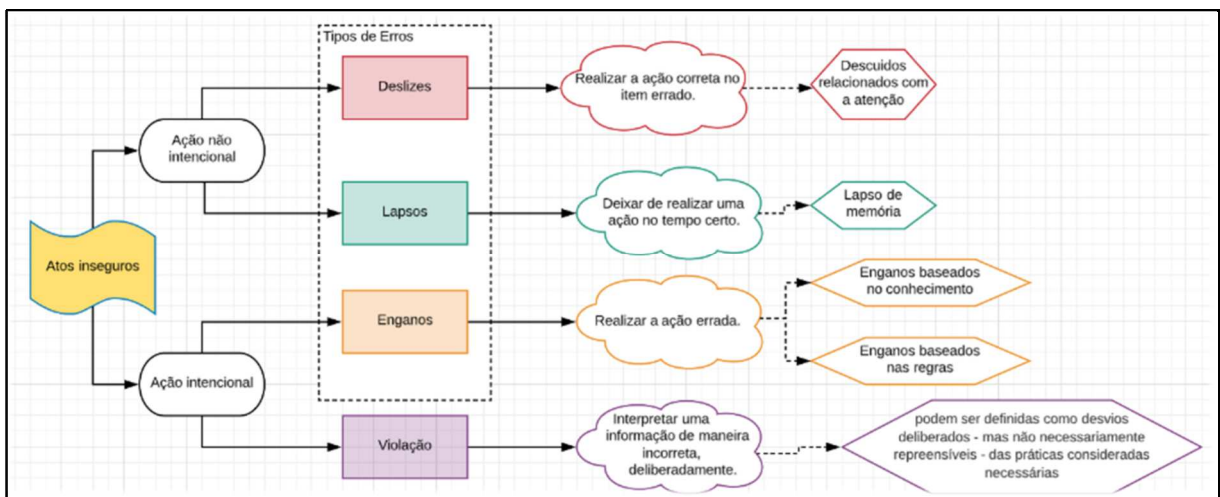 Tipos de Erros
Deslizes
Realizar a ação correta no
item errado.
Descuidos
relacionados com
a atenção
Ação não
intencional
Lapsos
Deixar de realizar uma
ação no tempo certo.
Lapso de
memória
Atos inseguros
Enganos
Realizar a ação errada.
Enganos baseados
no conhecimento
Enganos baseados
nas regras
Ação intencional
Violação
Interpretar uma
informação de maneira
incorreta,
deliberadamente.
podem ser definidas como desvios
deliberados - mas não necessariamente
repreensíveis - das práticas consideradas
necessárias